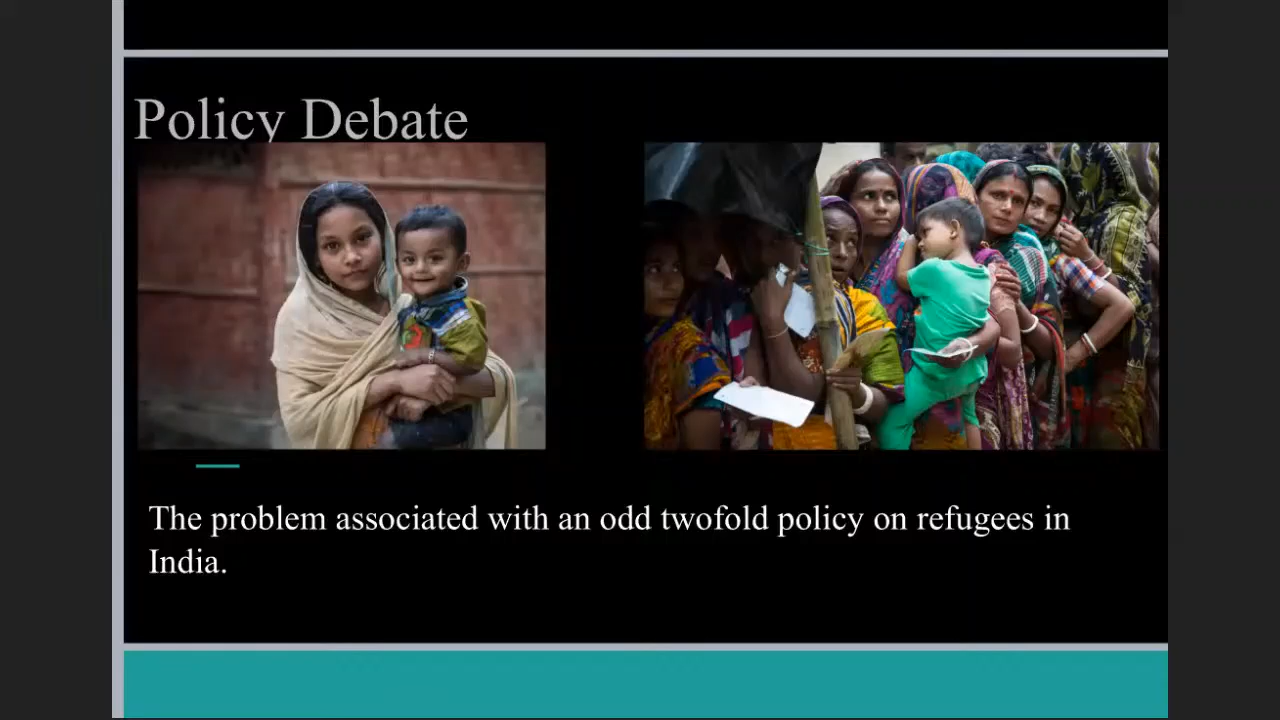 Policy Debate
The problem associated with an odd twofold policy on refugees in
India.